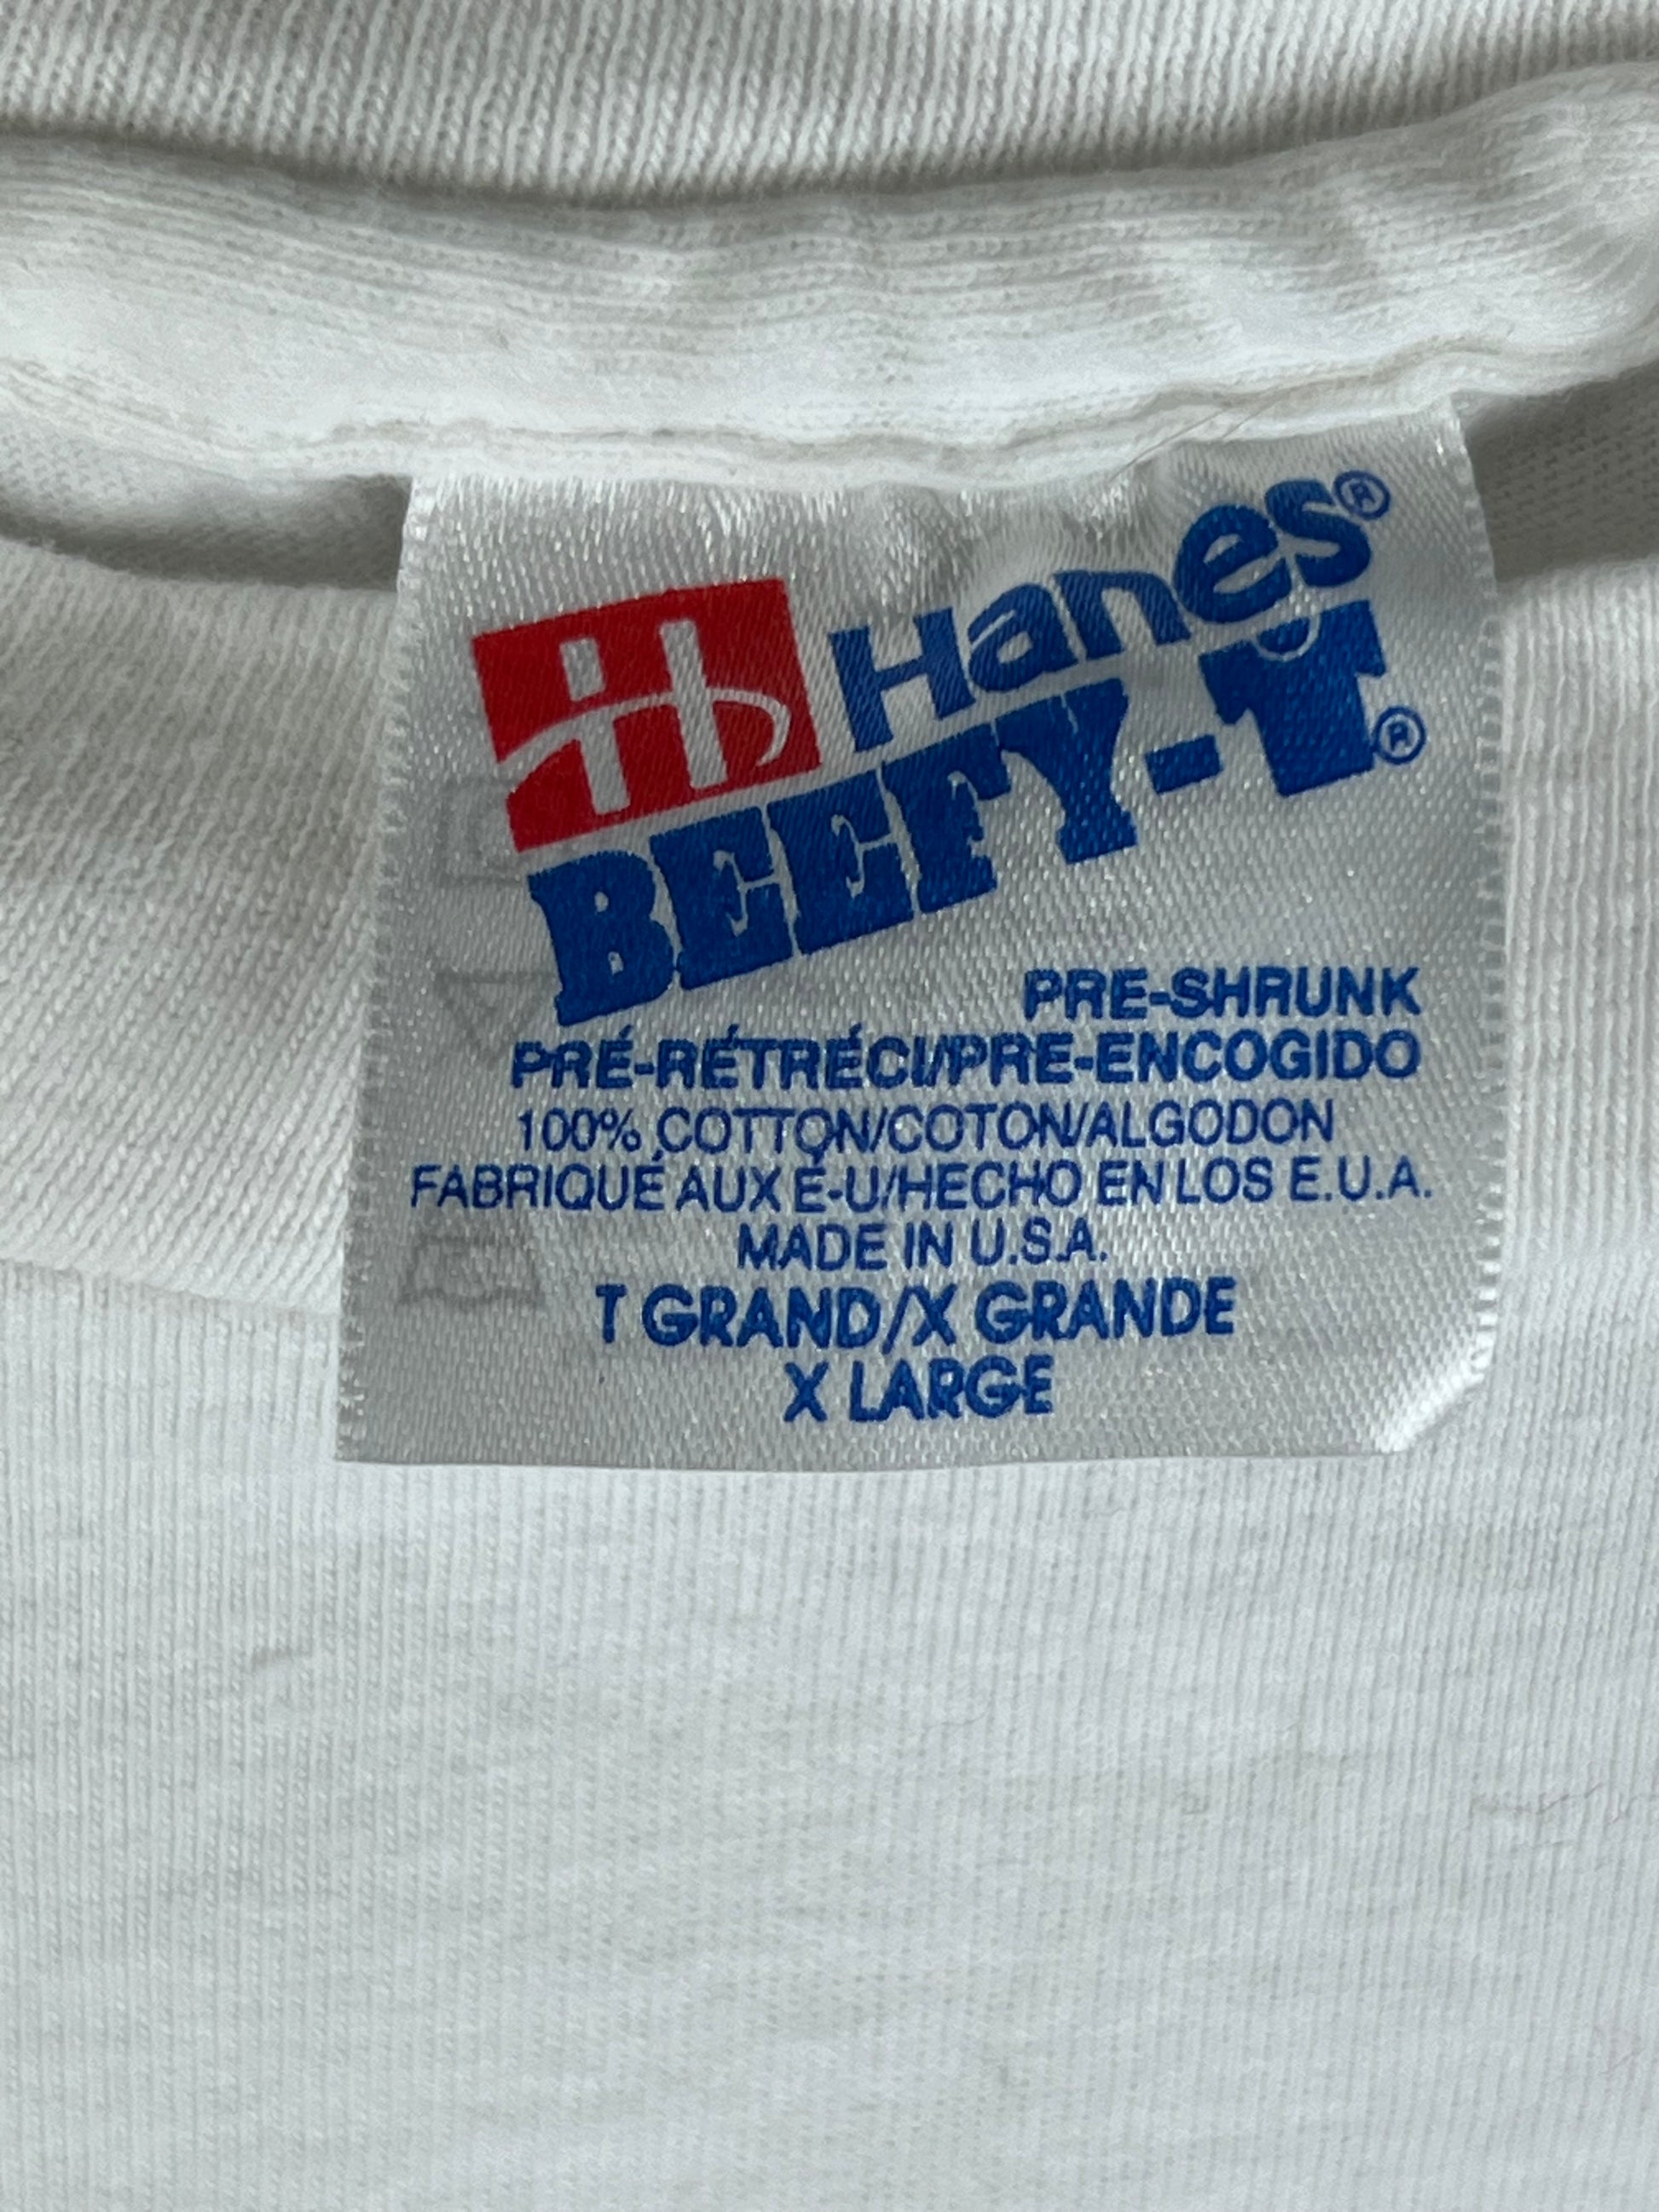 Hanes®
BEEFY-T®
PRE-SHRUNK
PRÉ-RÉTRÉCI/PRE-ENCOGIDO
100% COTTON/COTON/ALGODON
FABRIQUÉ AUX É-U/HECHO EN LOS E.U.A.
MADE IN U.S.A.
T GRAND/X GRANDE
X LARGE